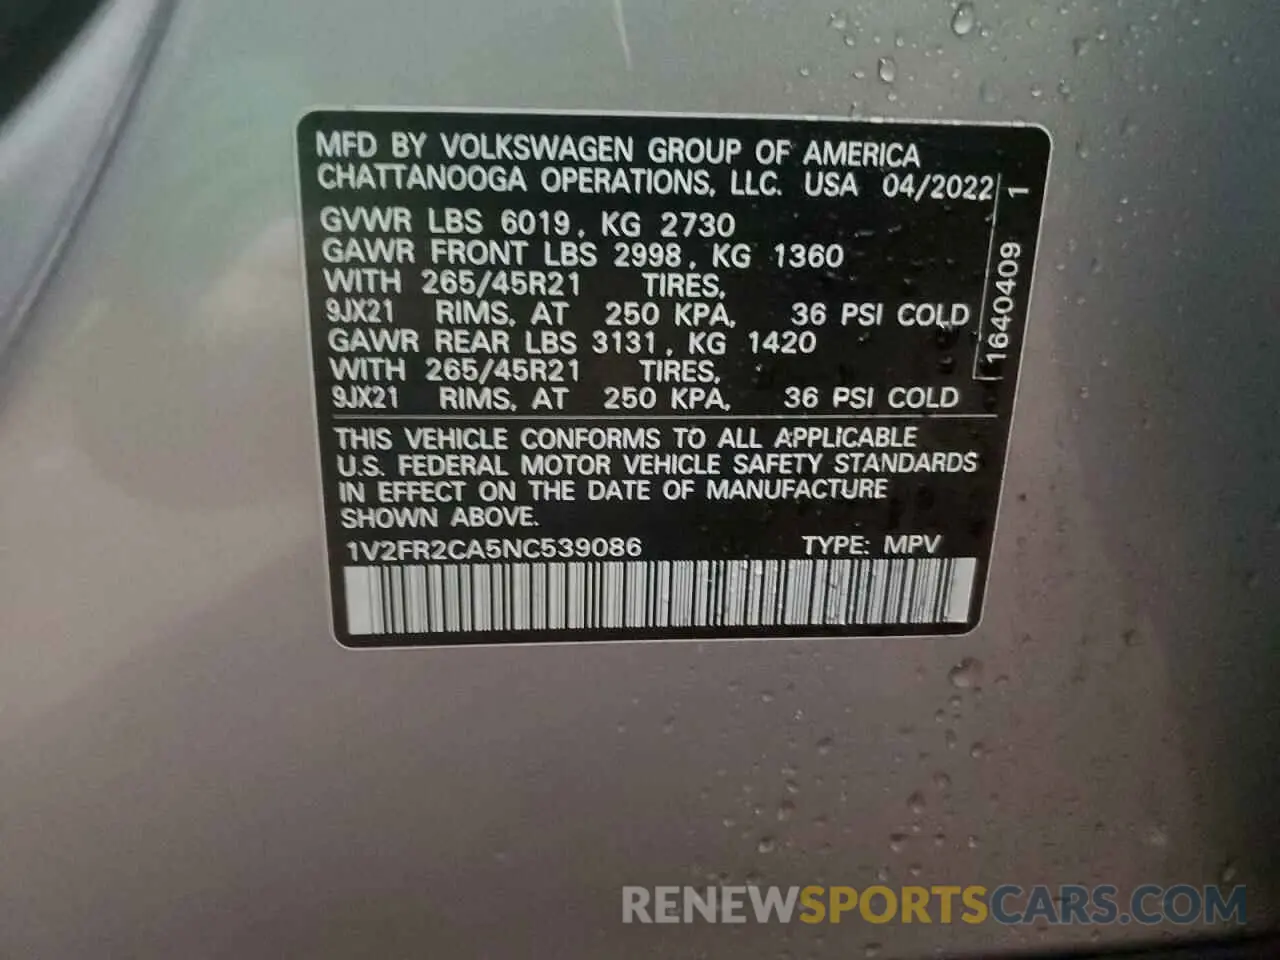 MFD BY VOLKSWAGEN GROUP OF AMERICA
CHATTANOOGA OPERATIONS, LLC. USA 04/2022
GVWR LBS 6019, KG 2730
GAWR FRONT LBS 2998, KG 1360
WITH 265/45R21 TIRES,
9JX21 RIMS, AT 250 KPA, 36 PSI COLD
GAWR REAR LBS 3131, KG 1420
WITH 265/45R21 TIRES,
9JX21 RIMS, AT 250 KPA, 36 PSI COLD
1640409 1
THIS VEHICLE CONFORMS TO ALL APPLICABLE
U.S. FEDERAL MOTOR VEHICLE SAFETY STANDARDS
IN EFFECT ON THE DATE OF MANUFACTURE
SHOWN ABOVE.
1V2FR2CA5NC539086 TYPE: MPV
RENEWSPORTSCARS.COM